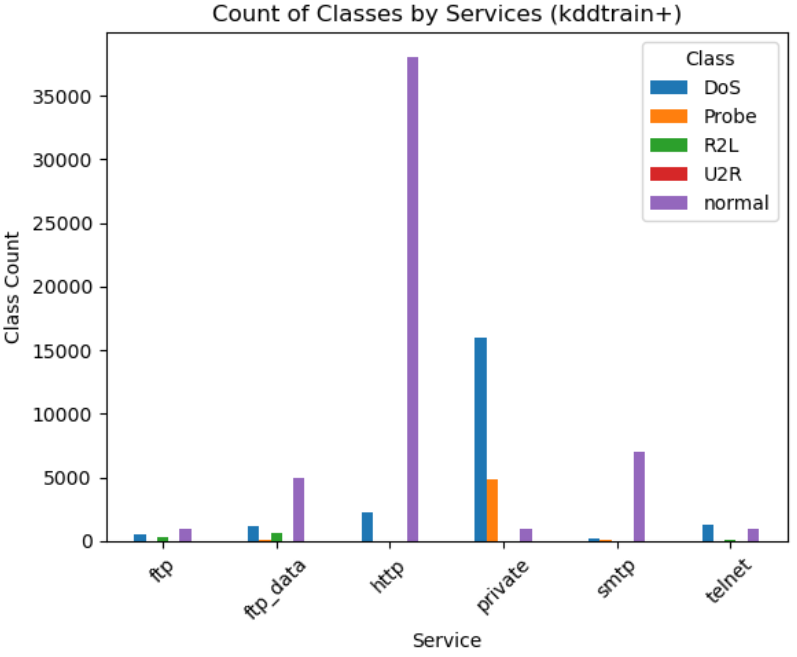 Count of Classes by Services (kddtrain+)
Class
DoS
Probe
R2L
U2R
normal
35000
30000
25000
20000
15000
10000
5000
0
Class Count
ftp
ftp_data
http
private
smtp
telnet
Service